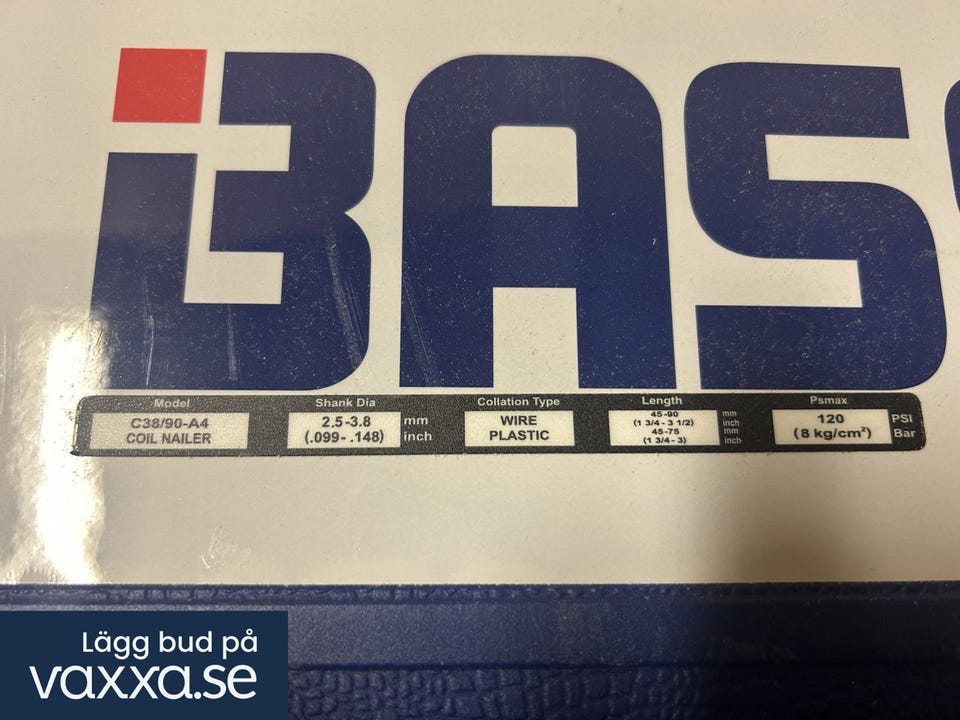 BAS
Model
C38/90-A4
COIL NAILER
Shank Dia
2.5-3.8 mm
(.099- .148) inch
Collation Type
WIRE
PLASTIC
Length
45-90 mm
(1 3/4 - 3 1/2) inch
45-75 mm
(1 3/4 - 3) inch
Psmax
120 PSI
(8 kg/cm²) Bar
Lägg bud på
vaxxa.se